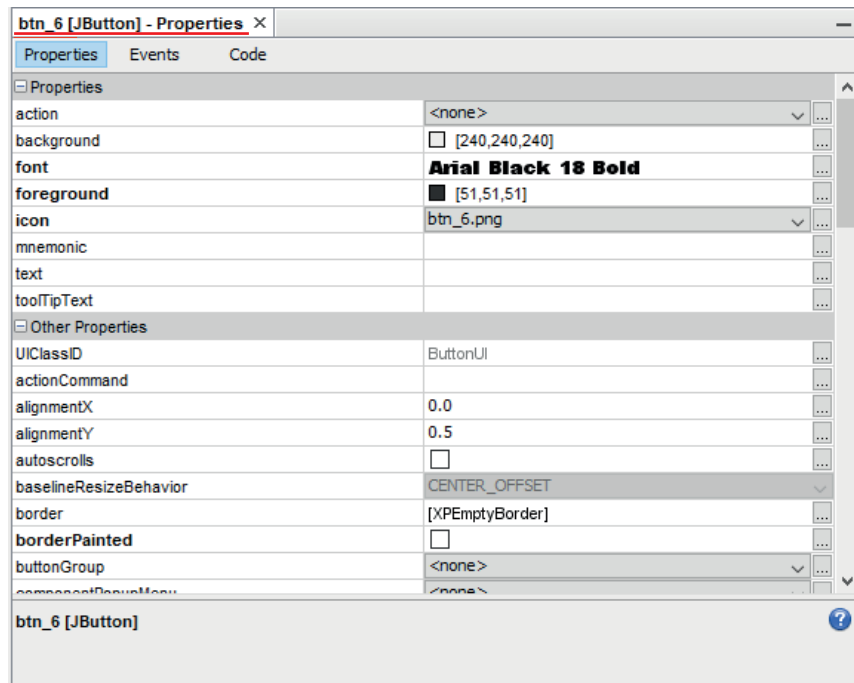 btn_6 [JButton] - Properties ×
Properties Events Code
Properties
action <none> ...
background [240,240,240] ...
font Arial Black 18 Bold ...
foreground [51,51,51] ...
icon btn_6.png ...
mnemonic ...
text ...
toolTipText ...
Other Properties
UIClassID ButtonUI ...
actionCommand ...
alignmentX 0.0 ...
alignmentY 0.5 ...
autoscrolls ...
baselineResizeBehavior CENTER_OFFSET
border [XPEmptyBorder] ...
borderPainted ...
buttonGroup <none> ...
componentPopupMenu <none> ...
btn_6 [JButton] ?